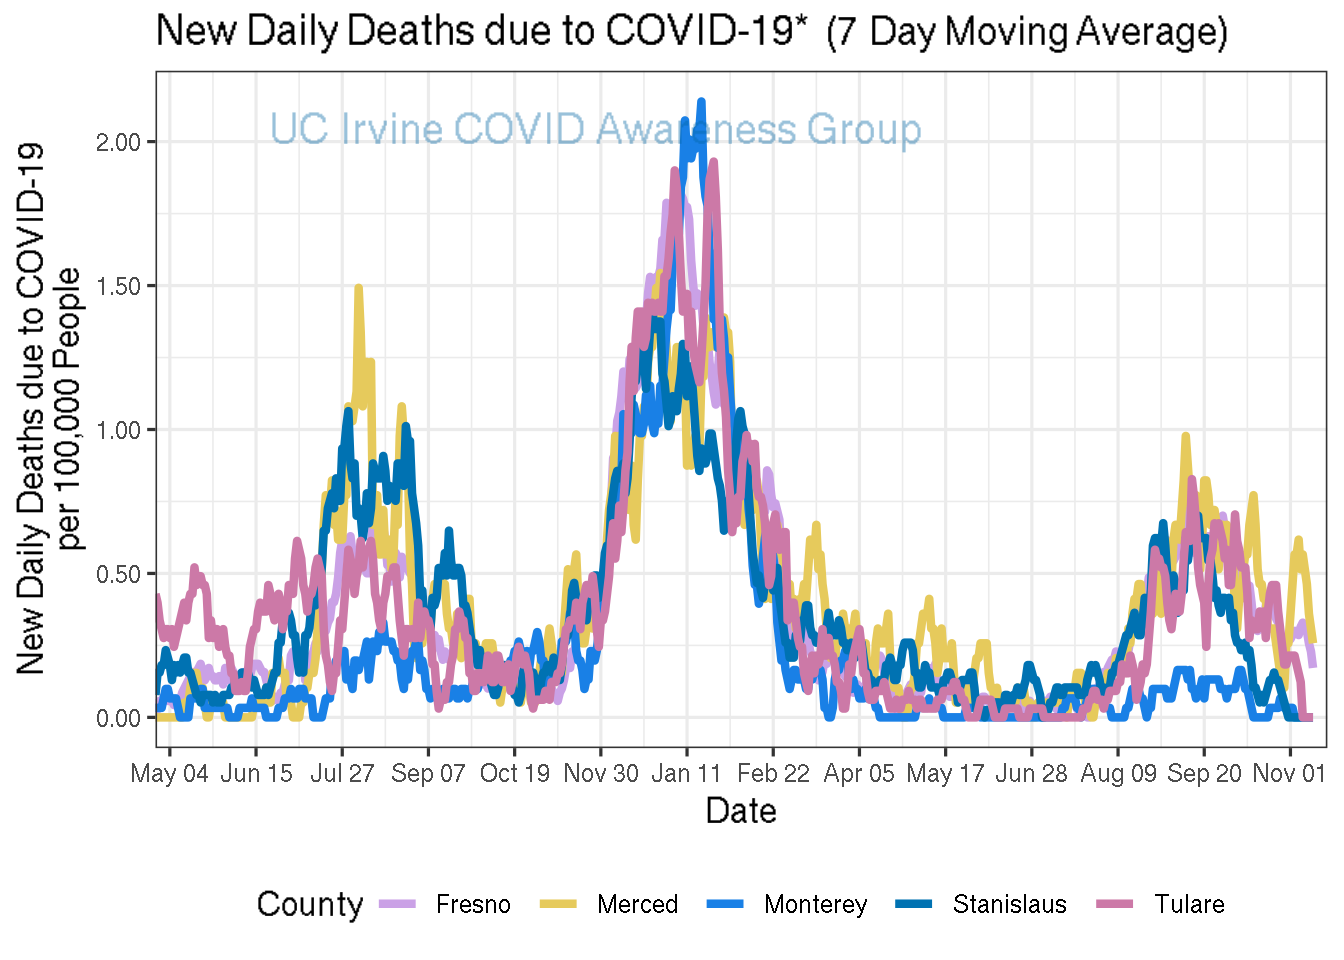 New Daily Deaths due to COVID-19* (7 Day Moving Average)
UC Irvine COVID Awareness Group
New Daily Deaths due to COVID-19
per 100,000 People
2.00
1.50
1.00
0.50
0.00
May 04 Jun 15 Jul 27 Sep 07 Oct 19 Nov 30 Jan 11 Feb 22 Apr 05 May 17 Jun 28 Aug 09 Sep 20 Nov 01
Date
County Fresno Merced Monterey Stanislaus Tulare